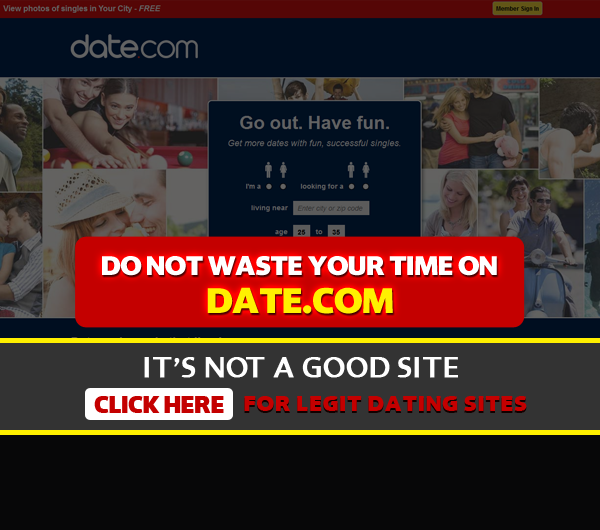 View photos of singles in Your City - FREE
Member Sign In
date.com
Go out. Have fun.
Get more dates with fun, successful singles.
I'm a
looking for a
living near
Enter city or zip code
age
25
to
35
DO NOT WASTE YOUR TIME ON
DATE.COM
IT'S NOT A GOOD SITE
CLICK HERE FOR LEGIT DATING SITES